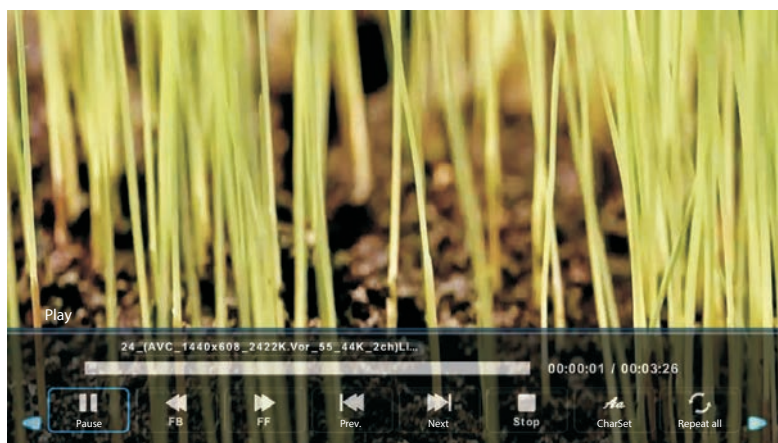 Play
24_(AVC_1440x608_2422K.Vor_55_44K_2ch)Li...
00:00:01 / 00:03:26
Pause FB FF Prev. Next Stop Aa CharSet Repeat all